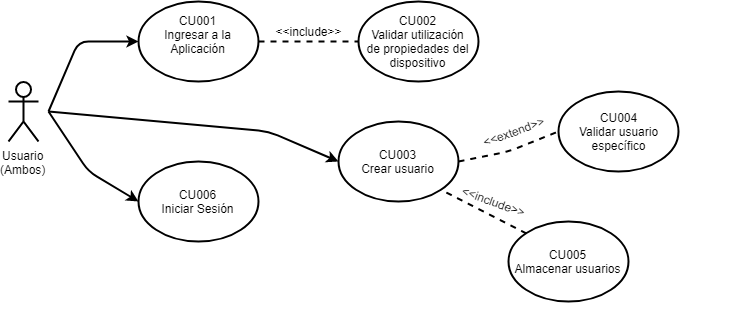 CU001
Ingresar a la
Aplicación
<<include>>
CU002
Validar utilización
de propiedades del
dispositivo
Usuario
(Ambos)
CU003
Crear usuario
<<extend>>
CU004
Validar usuario
específico
CU006
Iniciar Sesión
<<include>>
CU005
Almacenar usuarios